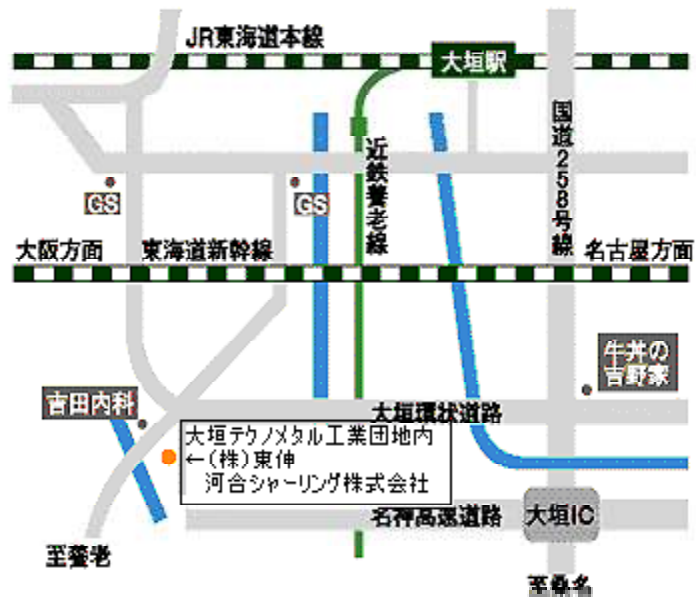 JR東海道本線
大垣駅
国道258号線
近鉄養老線
GS
GS
大阪方面
東海道新幹線
名古屋方面
牛丼の
吉野家
吉田内科
大垣環状道路
大垣テクノメタル工業団地内
←(株)東伸
河合シャーリング株式会社
名神高速道路
大垣IC
至養老
至桑名